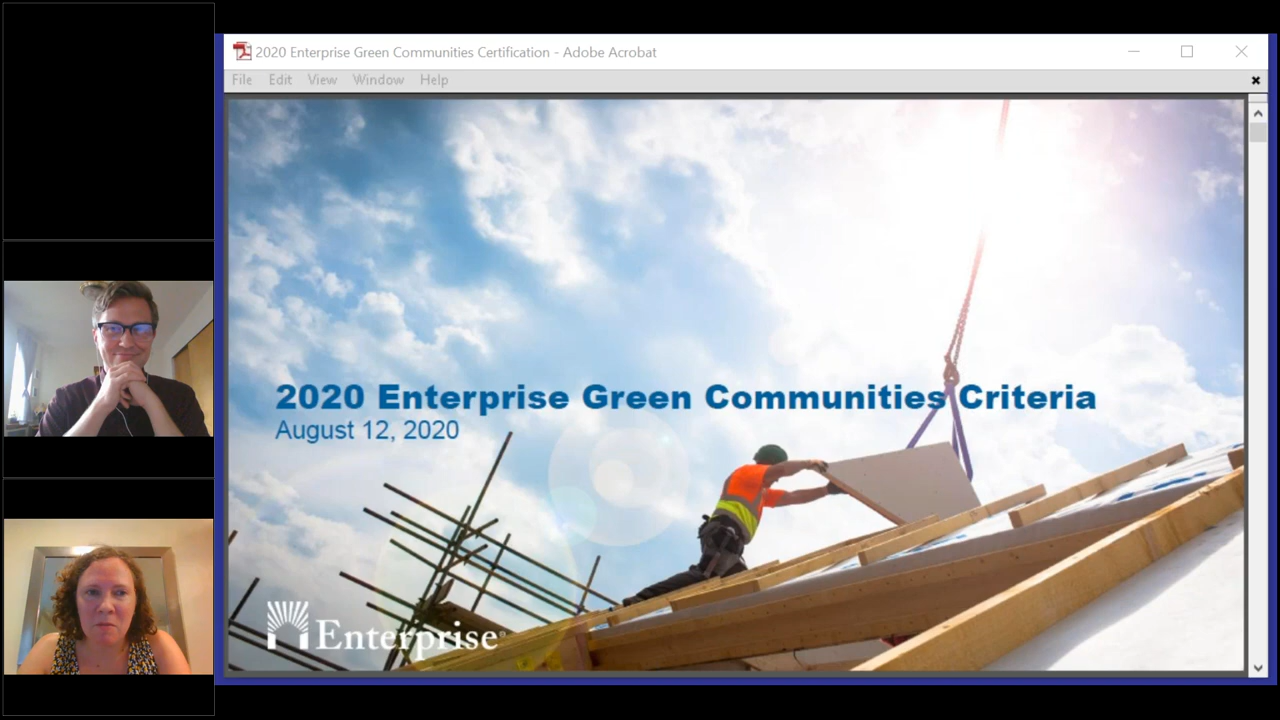 2020 Enterprise Green Communities Certification - Adobe Acrobat
File Edit View Window Help
2020 Enterprise Green Communities Criteria
August 12, 2020
Enterprise